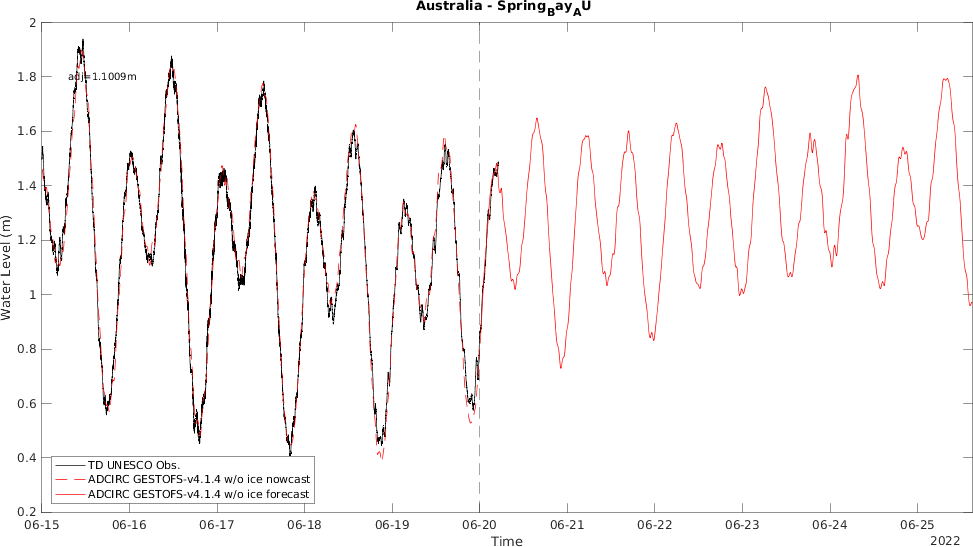 Australia - SpringBayAU
adj=1.1009m
2
1.8
1.6
1.4
1.2
1
0.8
0.6
0.4
0.2
Water Level (m)
TD UNESCO Obs.
ADCIRC GESTOFS-v4.1.4 w/o ice nowcast
ADCIRC GESTOFS-v4.1.4 w/o ice forecast
06-15 06-16 06-17 06-18 06-19 06-20 06-21 06-22 06-23 06-24 06-25
Time
2022